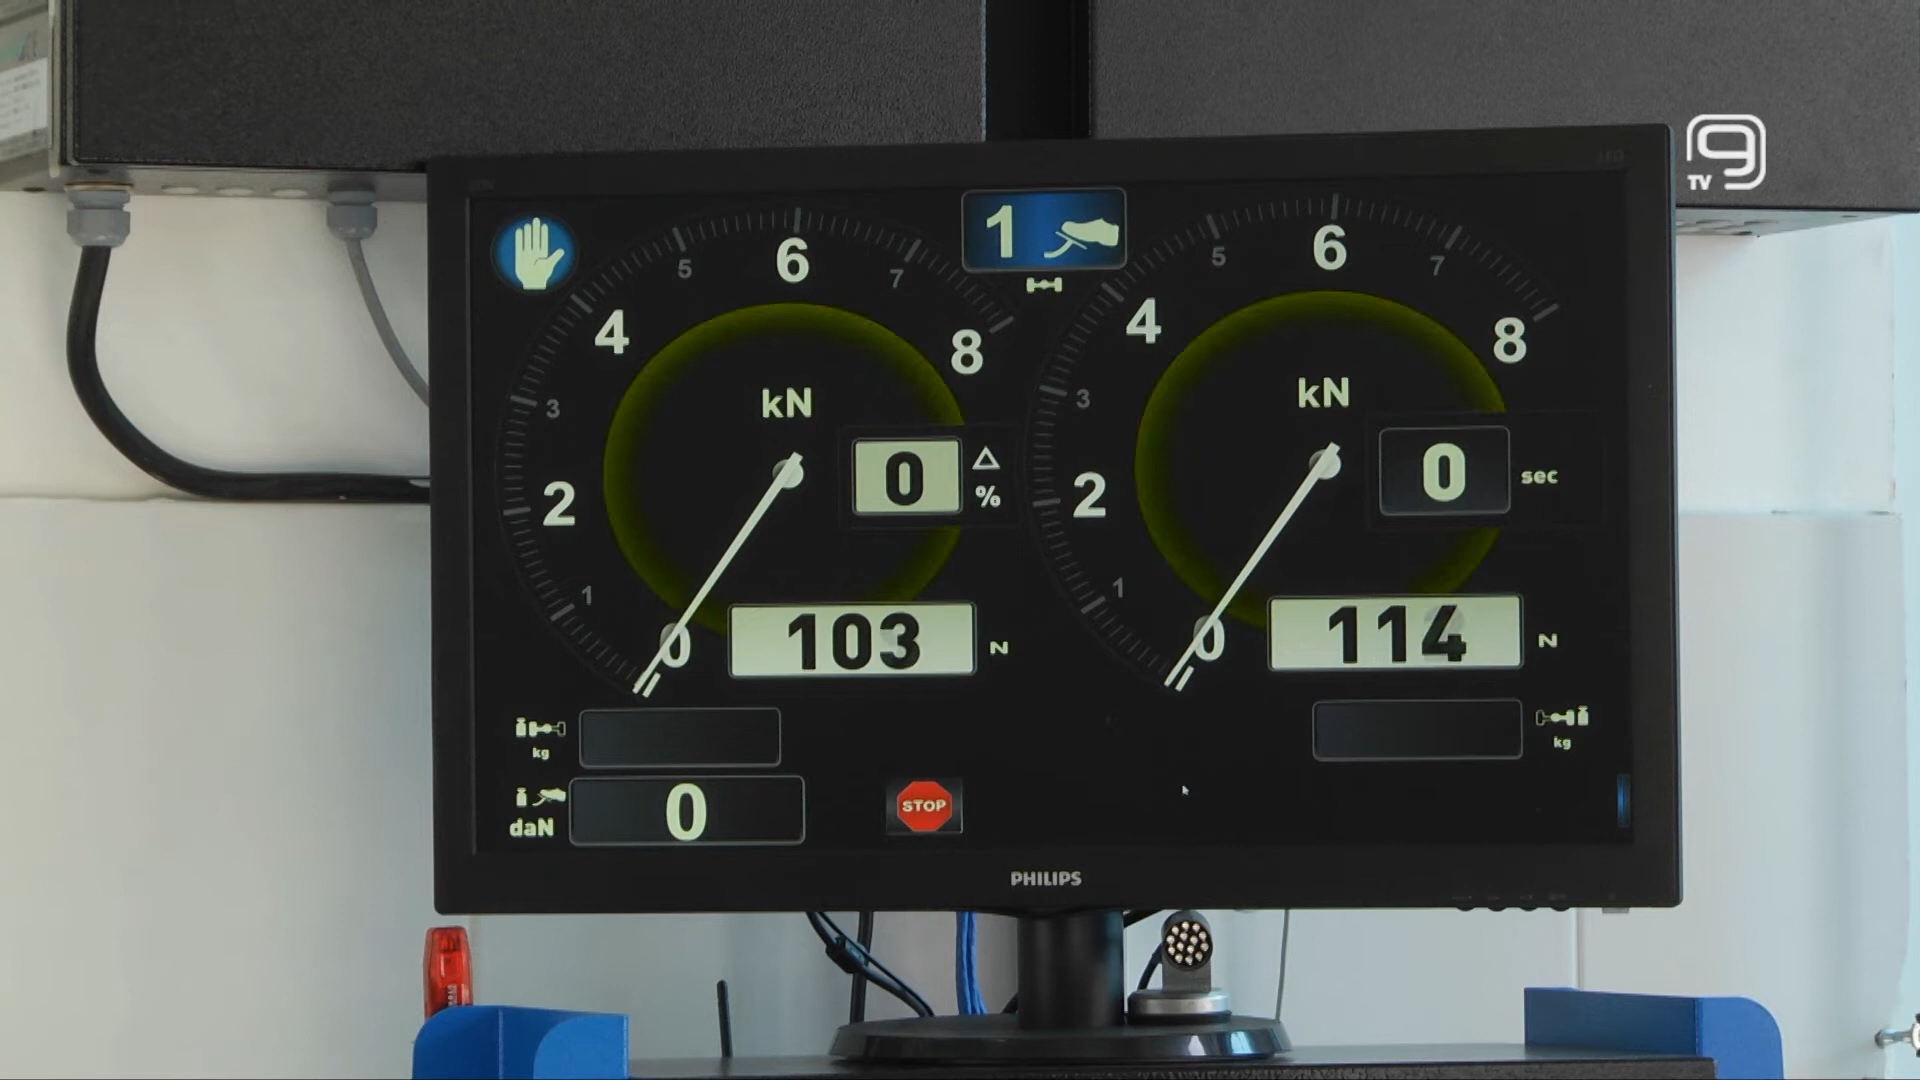 9
TV
1
0 1 2 3 4 5 6 7 8
kN
0
△
%
103 N
kg
0
daN
STOP
0 1 2 3 4 5 6 7 8
kN
0 sec
114 N
kg
PHILIPS